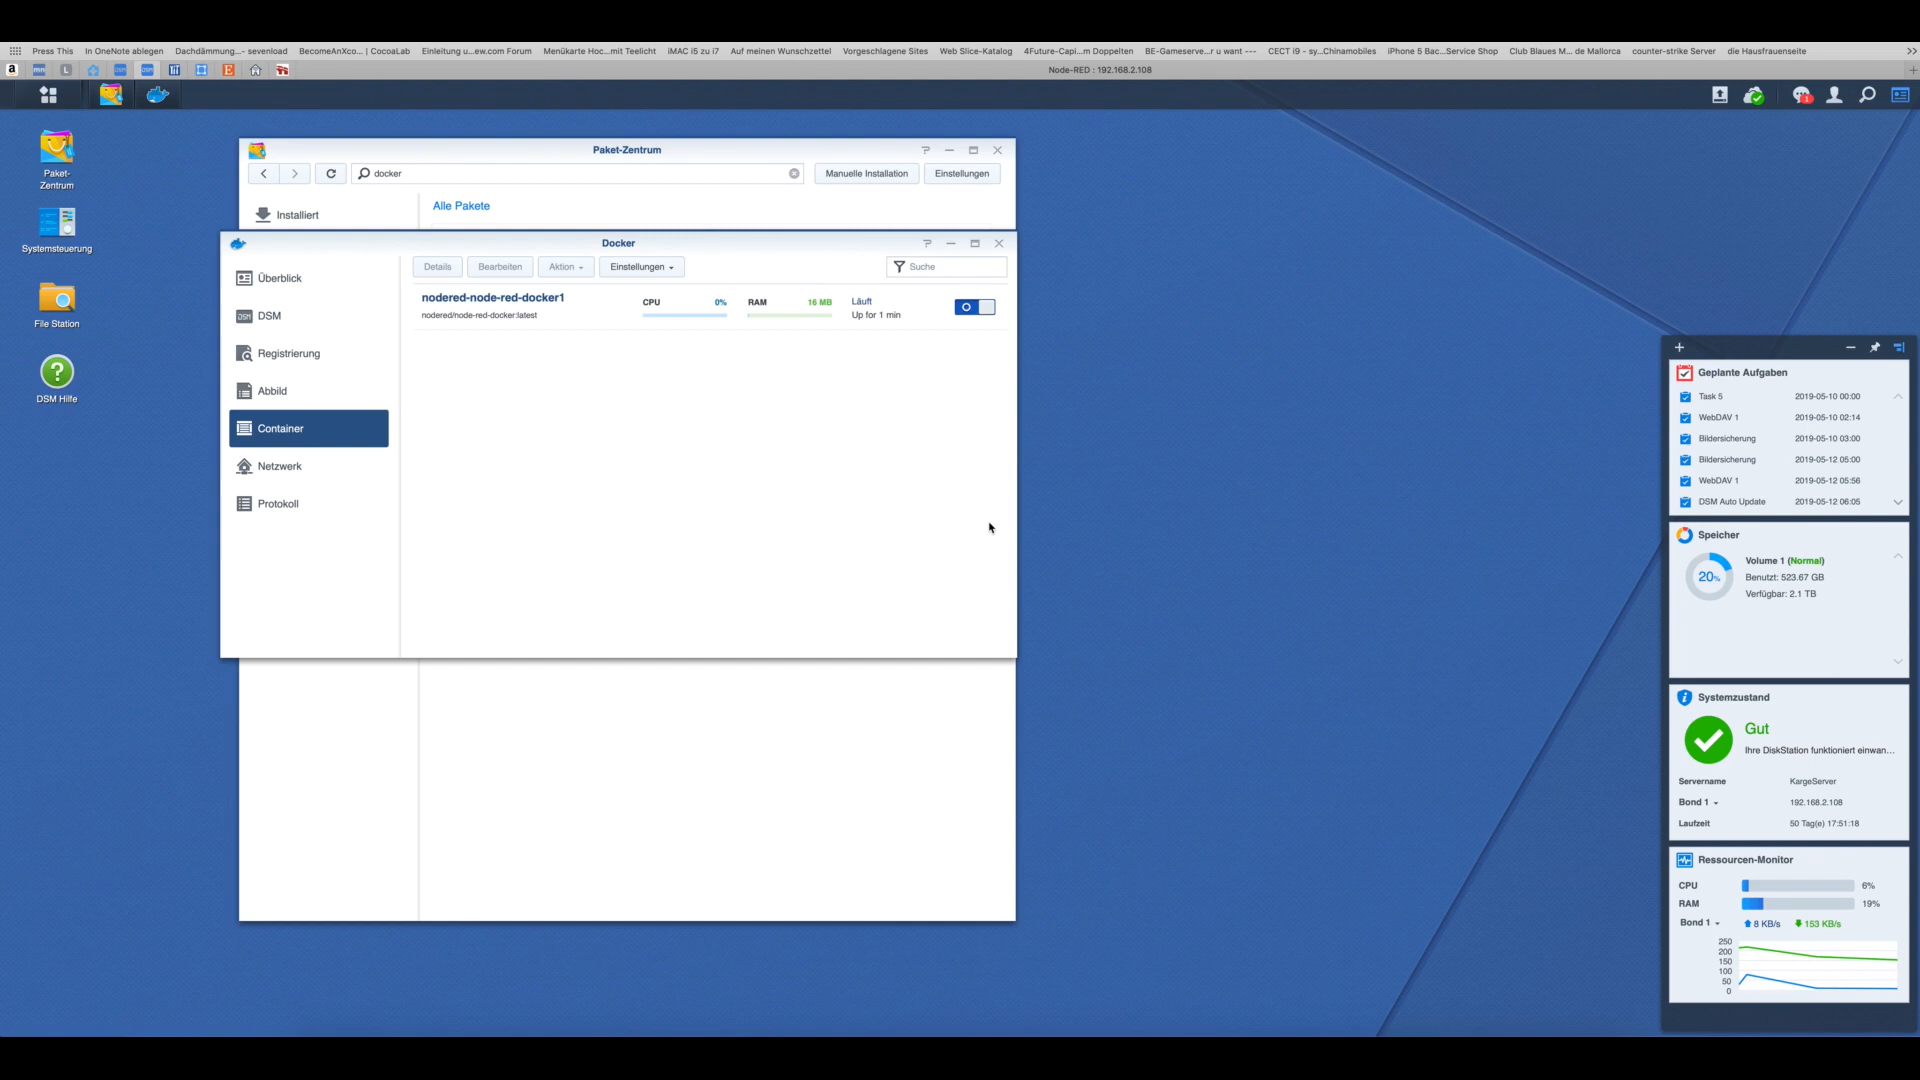 Press This In OneNote ablegen Dachdämmung...- sevenload BecomeAnXco... | CocoaLab Einleitung u...ew.com Forum Menükarte Hoc...mit Teelicht iMAC i5 zu i7 Auf meinen Wunschzettel Vorgeschlagene Sites Web Slice-Katalog 4Future-Capi...m Doppelten BE-Gameserve...r u want --- CECT i9 - sy...Chinamobiles iPhone 5 Bac...Service Shop Club Blaues M... de Mallorca counter-strike Server die Hausfrauenseite
Node-RED : 192.168.2.108
1
Paket-
Zentrum
Systemsteuerung
File Station
DSM Hilfe
Paket-Zentrum
docker
Manuelle Installation
Einstellungen
Installiert
Alle Pakete
Docker
Details
Bearbeiten
Aktion
Einstellungen
Suche
Überblick
DSM
Registrierung
Abbild
Container
Netzwerk
Protokoll
nodered-node-red-docker1
nodered/node-red-docker:latest
CPU 0%
RAM 16 MB
Läuft
Up for 1 min
Geplante Aufgaben
Task 5 2019-05-10 00:00
WebDAV 1 2019-05-10 02:14
Bildersicherung 2019-05-10 03:00
Bildersicherung 2019-05-12 05:00
WebDAV 1 2019-05-12 05:56
DSM Auto Update 2019-05-12 06:05
Speicher
20%
Volume 1 (Normal)
Benutzt: 523.67 GB
Verfügbar: 2.1 TB
Systemzustand
Gut
Ihre DiskStation funktioniert einwan...
Servername KargeServer
Bond 1 192.168.2.108
Laufzeit 50 Tag(e) 17:51:18
Ressourcen-Monitor
CPU 6%
RAM 19%
Bond 1 8 KB/s 153 KB/s
250
200
150
100
50
0